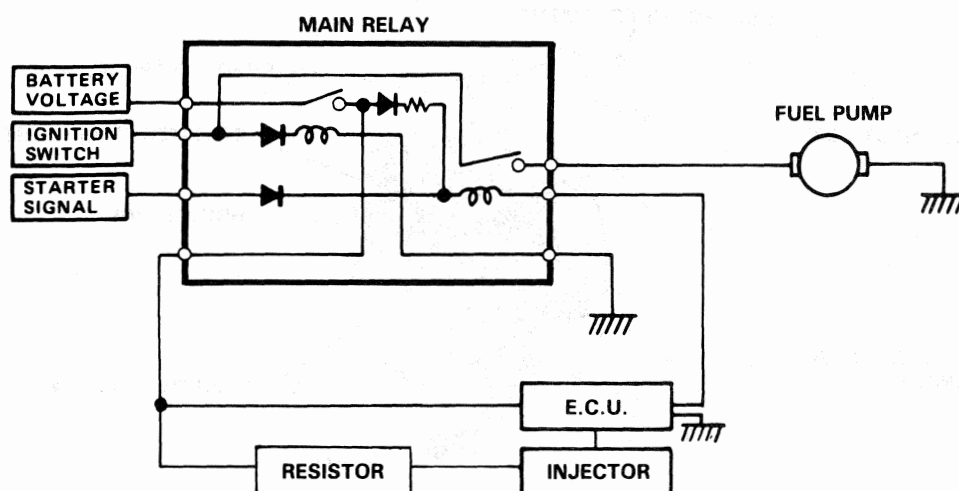 MAIN RELAY
BATTERY
VOLTAGE
IGNITION
SWITCH
STARTER
SIGNAL
FUEL PUMP
E.C.U.
RESISTOR
INJECTOR